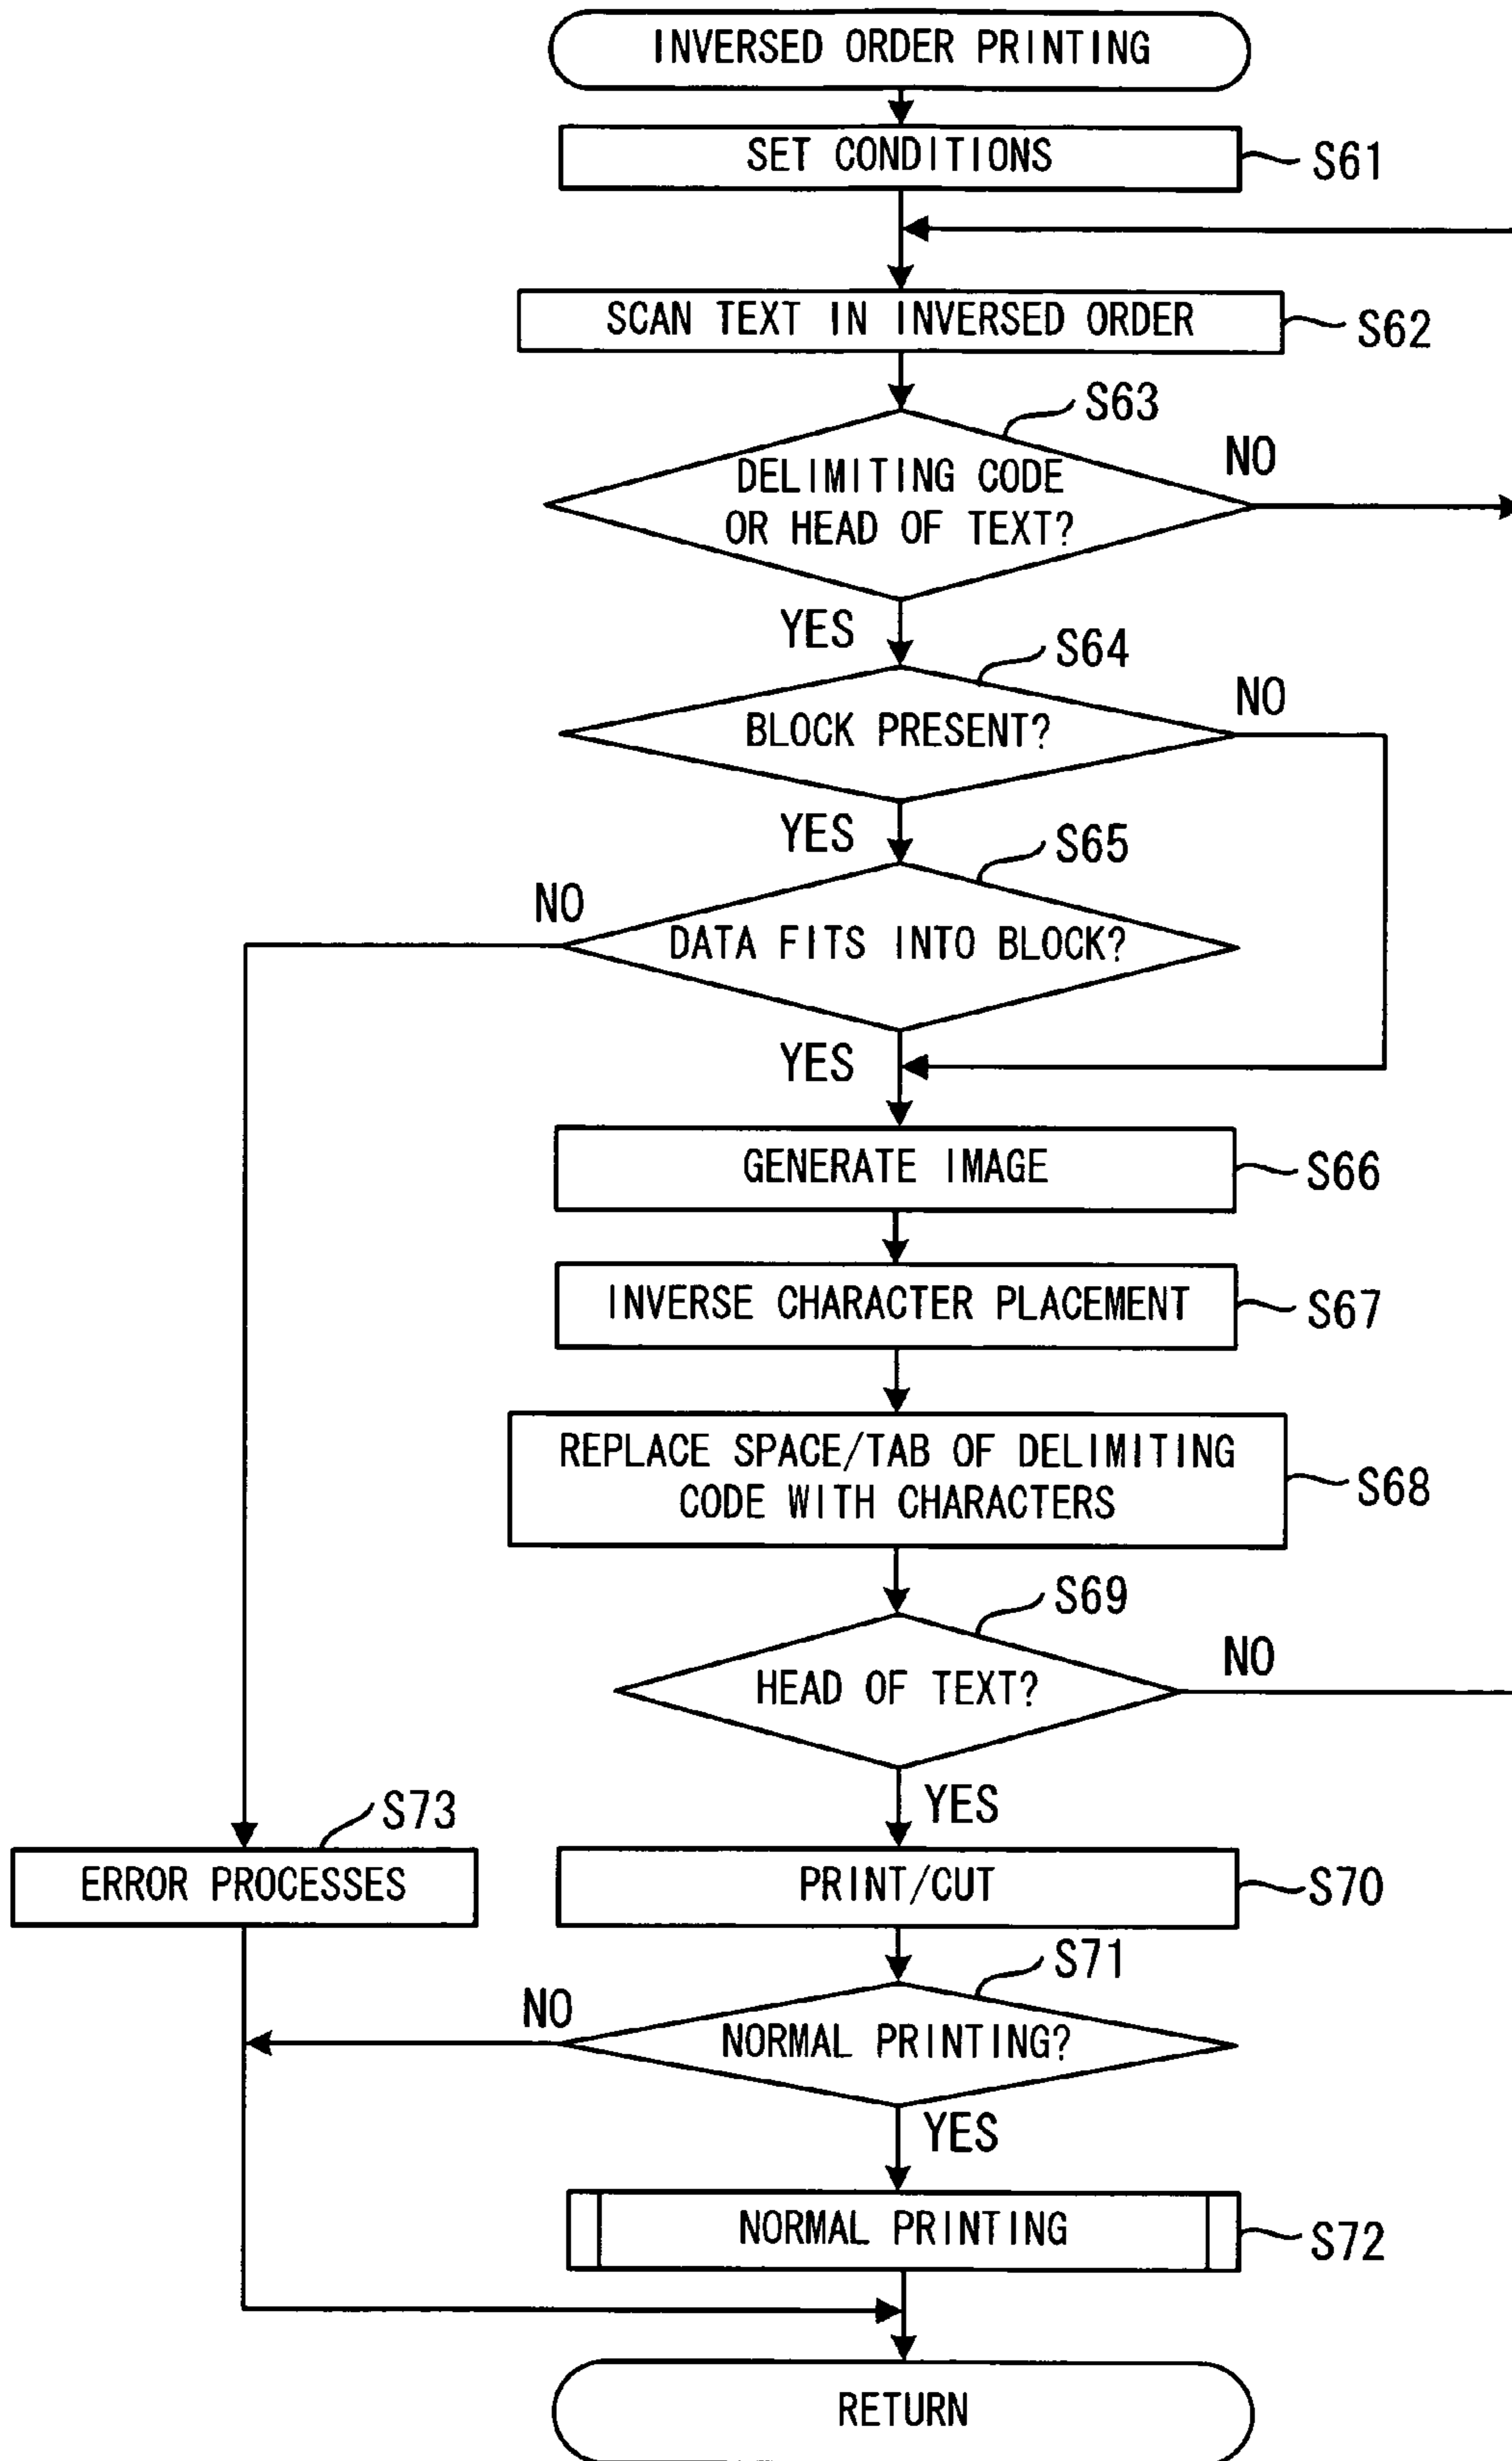 INVERSED ORDER PRINTING
SET CONDITIONS
S61
SCAN TEXT IN INVERSED ORDER
S62
S63
DELIMITING CODE
OR HEAD OF TEXT?
NO
YES
S64
BLOCK PRESENT?
NO
YES
S65
NO
DATA FITS INTO BLOCK?
YES
GENERATE IMAGE
S66
INVERSE CHARACTER PLACEMENT
S67
REPLACE SPACE/TAB OF DELIMITING
CODE WITH CHARACTERS
S68
S69
HEAD OF TEXT?
NO
YES
S73
ERROR PROCESSES
PRINT/CUT
S70
S71
NO
NORMAL PRINTING?
YES
NORMAL PRINTING
S72
RETURN